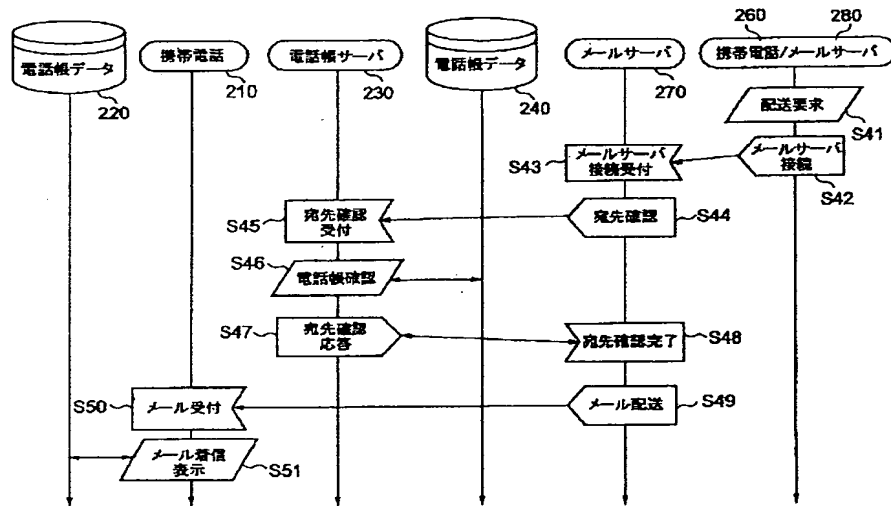 260
280
電話帳データ
携帯電話
電話帳サーバ
電話帳データ
メールサーバ
携帯電話/メールサーバ
220
210
230
240
270
配送要求
S41
S43
メールサーバ
接続受付
メールサーバ
接続
S42
S45
宛先確認
受付
宛先確認
S44
S46
電話帳確認
S47
宛先確認
応答
宛先確認完了
S48
S50
メール受付
メール配送
S49
メール着信
表示
S51